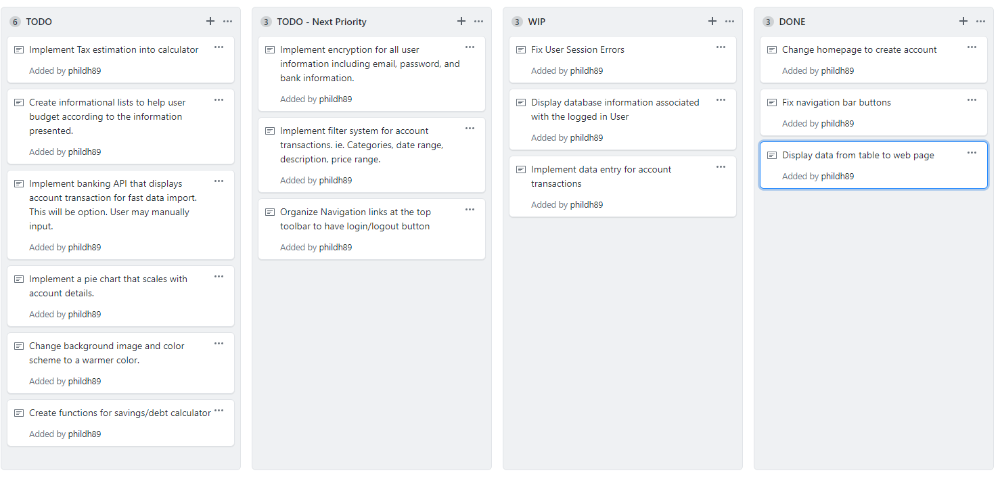 6 TODO
Implement Tax estimation into calculator
Added by phildh89
Create informational lists to help user
budget according to the information
presented.
Added by phildh89
Implement banking API that displays
account transaction for fast data import.
This will be option. User may manually
input.
Added by phildh89
Implement a pie chart that scales with
account details.
Added by phildh89
Change background image and color
scheme to a warmer color.
Added by phildh89
Create functions for savings/debt calculator
Added by phildh89
3 TODO - Next Priority
Implement encryption for all user
information including email, password, and
bank information.
Added by phildh89
Implement filter system for account
transactions. ie. Categories, date range,
description, price range.
Added by phildh89
Organize Navigation links at the top
toolbar to have login/logout button
Added by phildh89
3 WIP
Fix User Session Errors
Added by phildh89
Display database information associated
with the logged in User
Added by phildh89
Implement data entry for account
transactions
Added by phildh89
3 DONE
Change homepage to create account
Added by phildh89
Fix navigation bar buttons
Added by phildh89
Display data from table to web page
Added by phildh89